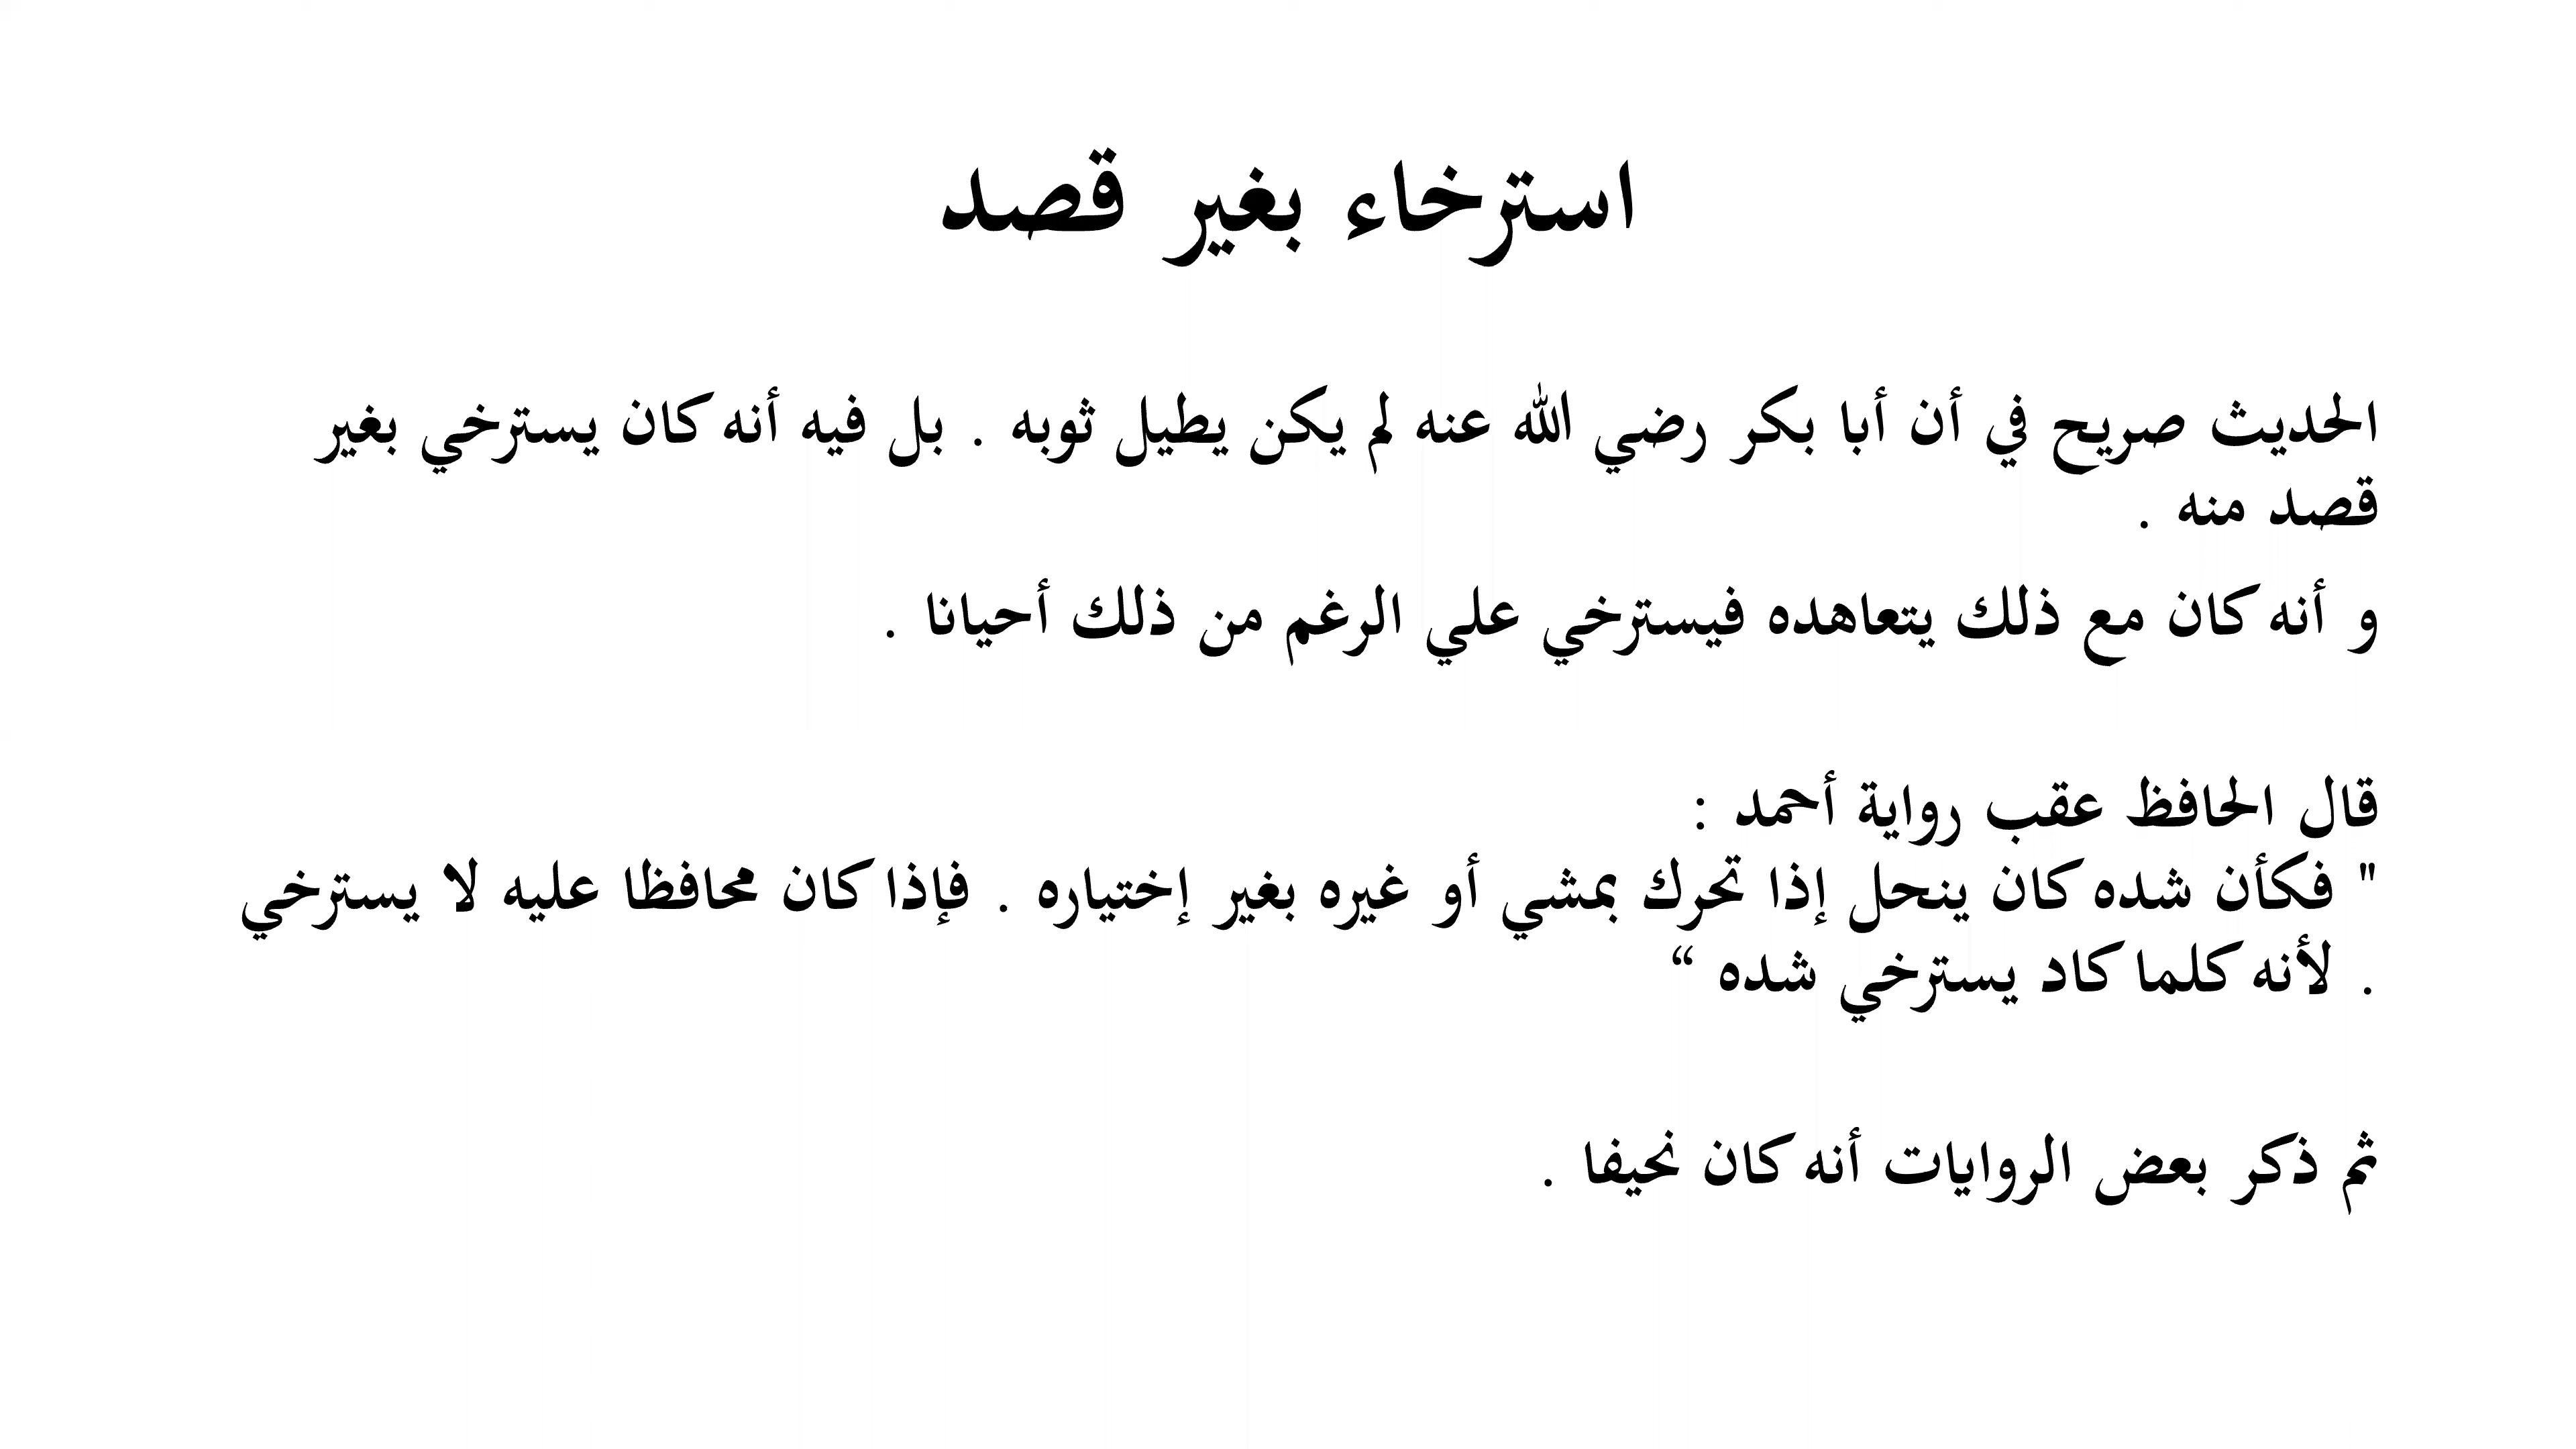 استرخاء بغير قصد
الحديث صريح في أن أبا بكر رضي الله عنه لم يكن يطيل ثوبه . بل فيه أنه كان يسترخي بغير
قصد منه .
و أنه كان مع ذلك يتعاهده فيسترخي علي الرغم من ذلك أحيانا .
قال الحافظ عقب رواية أحمد :
" فكأن شده كان ينحل إذا تحرك بمشي أو غيره بغير إختياره . فإذا كان محافظا عليه لا يسترخي
. لأنه كلما كاد يسترخي شده “
ثم ذكر بعض الروايات أنه كان نحيفا .